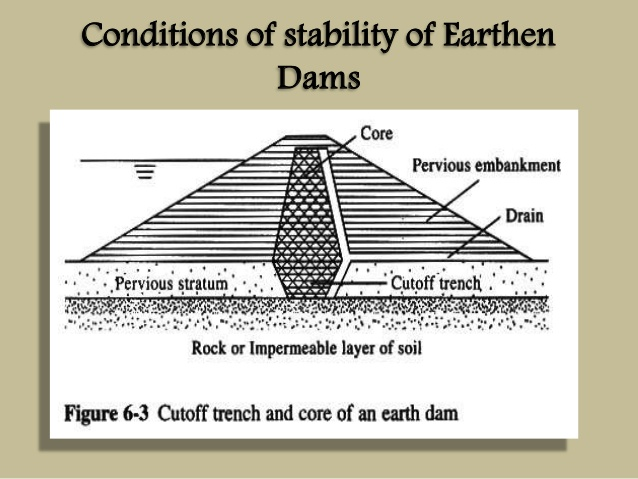 Conditions of stability of Earthen
Dams
Core
Pervious embankment
Drain
Pervious stratum
Cutoff trench
Rock or Impermeable layer of soil
Figure 6-3 Cutoff trench and core of an earth dam